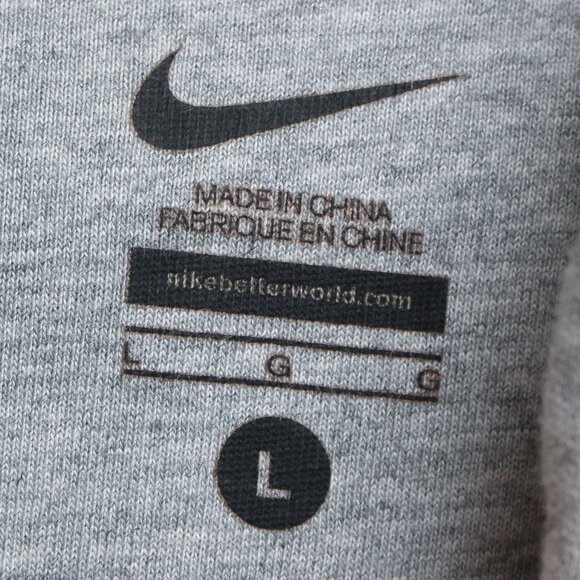 MADE IN CHINA
FABRIQUE EN CHINE
nikebetterworld.com
L G G
L